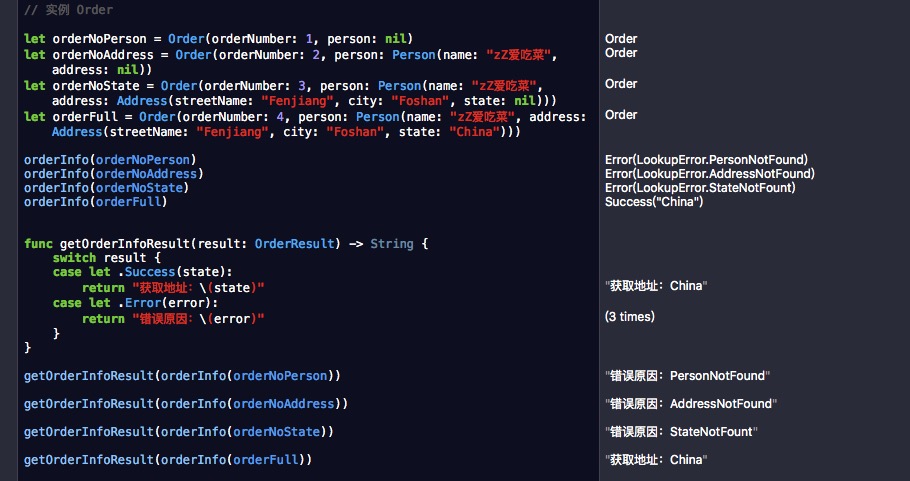 // 实例 Order
let orderNoPerson = Order(orderNumber: 1, person: nil)
Order
let orderNoAddress = Order(orderNumber: 2, person: Person(name: "zZ爱吃菜",
Order
address: nil))
let orderNoState = Order(orderNumber: 3, person: Person(name: "zZ爱吃菜",
Order
address: Address(streetName: "Fenjiang", city: "Foshan", state: nil)))
let orderFull = Order(orderNumber: 4, person: Person(name: "zZ爱吃菜", address:
Order
Address(streetName: "Fenjiang", city: "Foshan", state: "China")))
orderInfo(orderNoPerson)
Error(LookupError.PersonNotFound)
orderInfo(orderNoAddress)
Error(LookupError.AddressNotFound)
orderInfo(orderNoState)
Error(LookupError.StateNotFount)
orderInfo(orderFull)
Success("China")
func getOrderInfoResult(result: OrderResult) -> String {
switch result {
case let .Success(state):
return "获取地址：\(state)"
"获取地址：China"
case let .Error(error):
return "错误原因：\(error)"
(3 times)
}
}
getOrderInfoResult(orderInfo(orderNoPerson))
"错误原因：PersonNotFound"
getOrderInfoResult(orderInfo(orderNoAddress))
"错误原因：AddressNotFound"
getOrderInfoResult(orderInfo(orderNoState))
"错误原因：StateNotFount"
getOrderInfoResult(orderInfo(orderFull))
"获取地址：China"